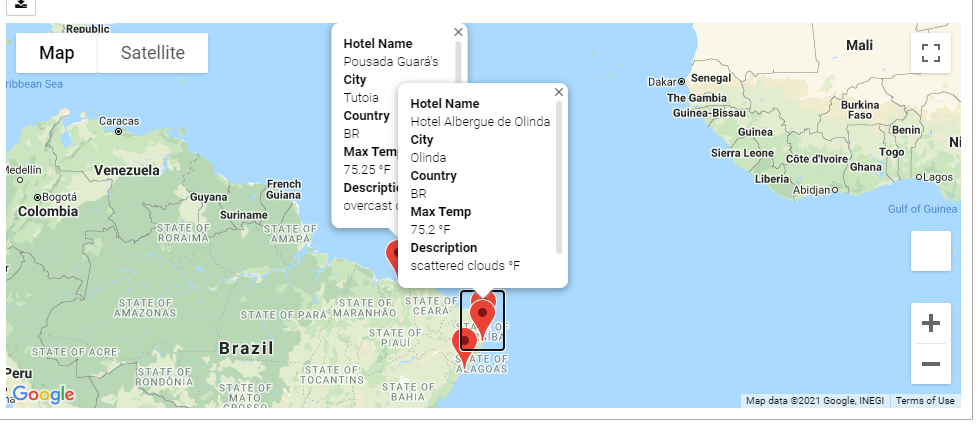 Republic
Map
Satellite
ribbean Sea
Caracas
Medellín
Venezuela
Bogotá
Colombia
Guyana
Suriname
French
Guiana
STATE OF
RORAIMA
STATE OF
AMAPÁ
Hotel Name
Pousada Guará's
City
Tutoia
Country
BR
Max Temp
75.25 °F
Descripti
overcast c
Hotel Name
Hotel Albergue de Olinda
City
Olinda
Country
BR
Max Temp
75.2 °F
Description
scattered clouds °F
Mali
Dakar
Senegal
The Gambia
Guinea-Bissau
Burkina
Faso
Guinea
Benin
Ni
Sierra Leone
Togo
Côte d'Ivoire
Ghana
Liberia
Abidjan
Lagos
Gulf of Guinea
STATE OF
AMAZONAS
STATE OF PARÁ
STATE OF
MARANHÃO
STATE OF
CEARÁ
STATE OF
PIAUÍ
STATE OF
AÍBA
STATE OF ACRE
Brazil
STATE OF
ALAGOAS
Peru
STATE OF
RONDÔNIA
STATE OF
TOCANTINS
STATE OF
MATO
GROSSO
STATE OF
BAHIA
Google
Map data ©2021 Google, INEGI
Terms of Use